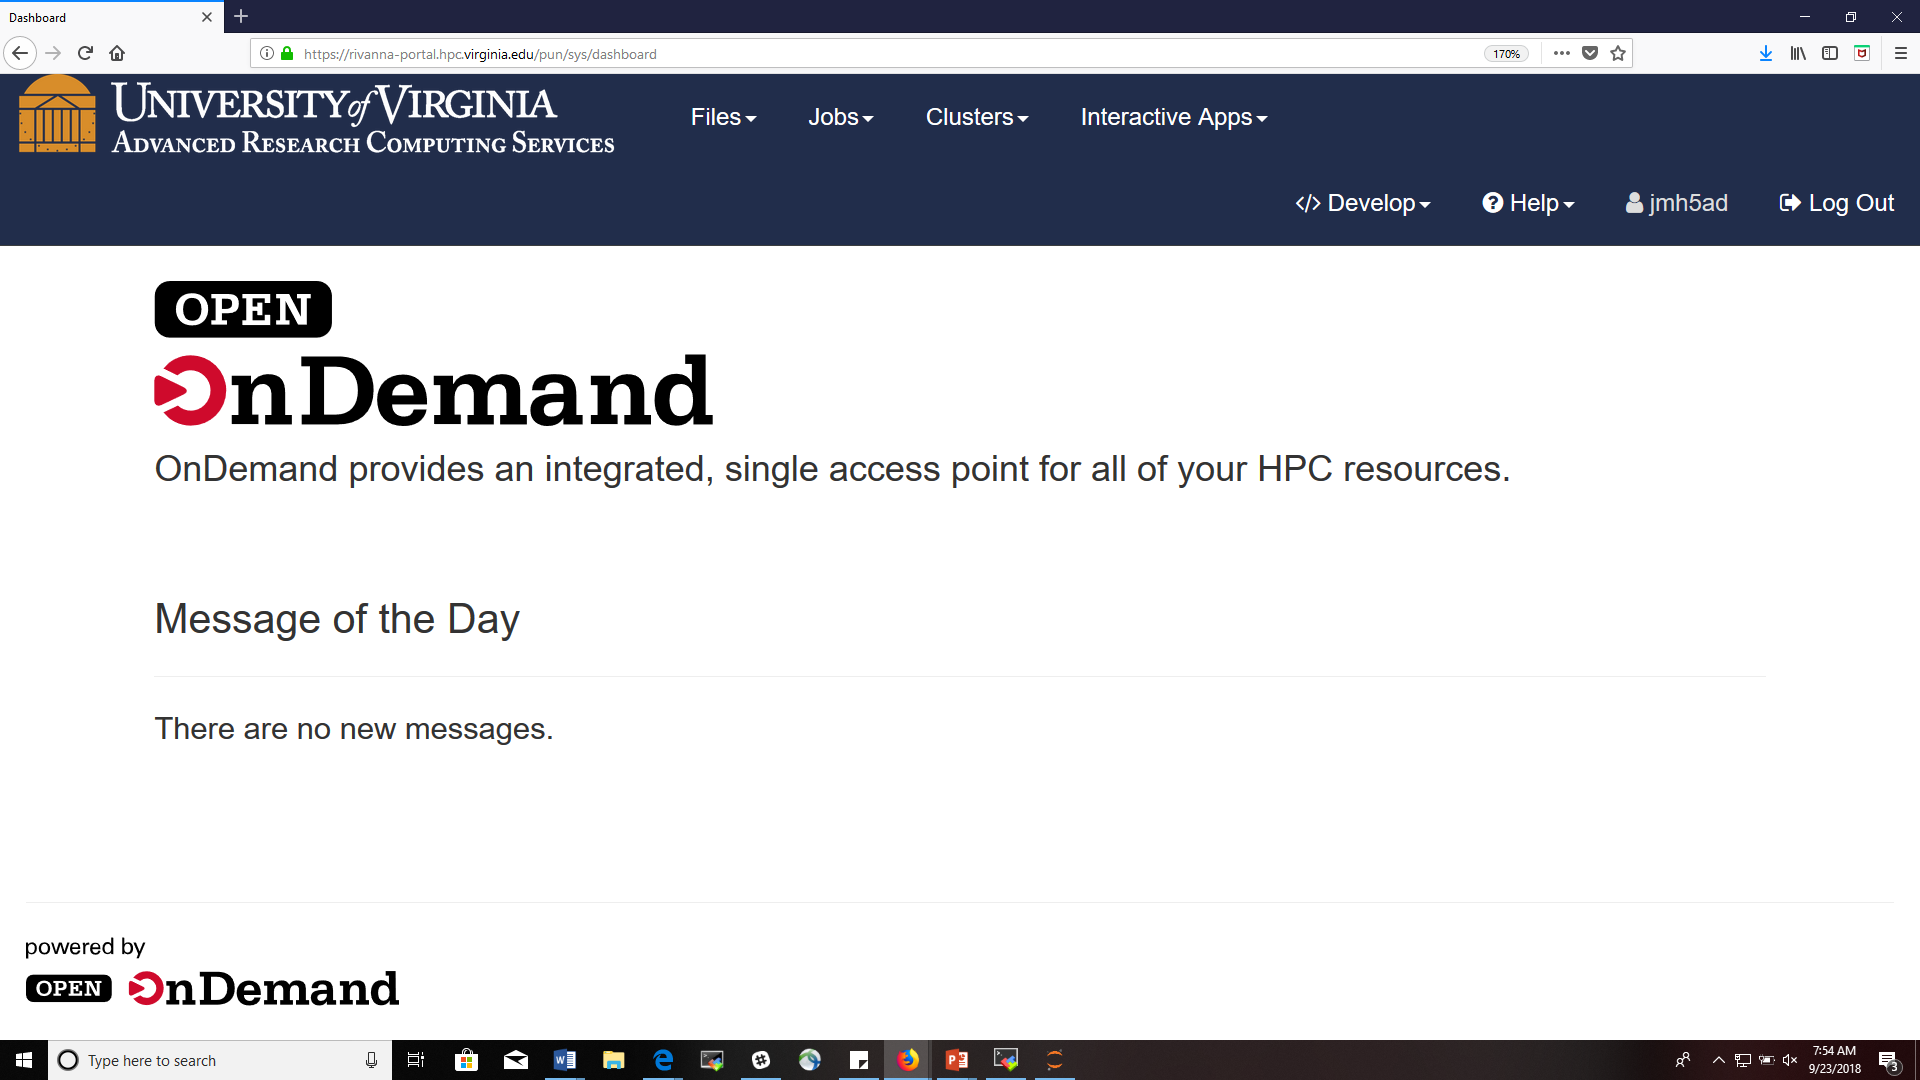 Dashboard
https://rivanna-portal.hpc.virginia.edu/pun/sys/dashboard
170%
UNIVERSITY of VIRGINIA
ADVANCED RESEARCH COMPUTING SERVICES
Files Jobs Clusters Interactive Apps
</> Develop Help jmh5ad Log Out
OPEN
OnDemand
OnDemand provides an integrated, single access point for all of your HPC resources.
Message of the Day
There are no new messages.
powered by
OPEN OnDemand
Type here to search
7:54 AM
9/23/2018
3